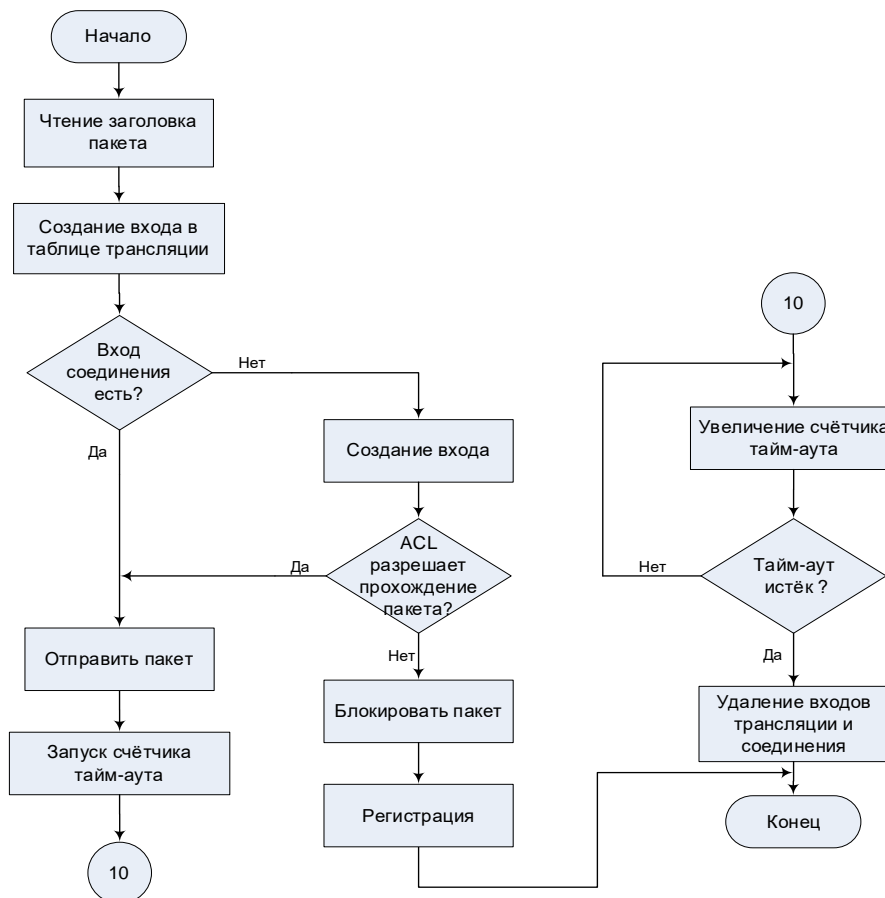 Начало
Чтение заголовка
пакета
Создание входа в
таблице трансляции
Вход
соединения
есть?
Нет
Да
Создание входа
ACL
разрешает
прохождение
пакета?
Да
Нет
Отправить пакет
Запуск счётчика
тайм-аута
10
Блокировать пакет
Регистрация
10
Увеличение счётчика
тайм-аута
Тайм-аут
истёк ?
Нет
Да
Удаление входов
трансляции и
соединения
Конец